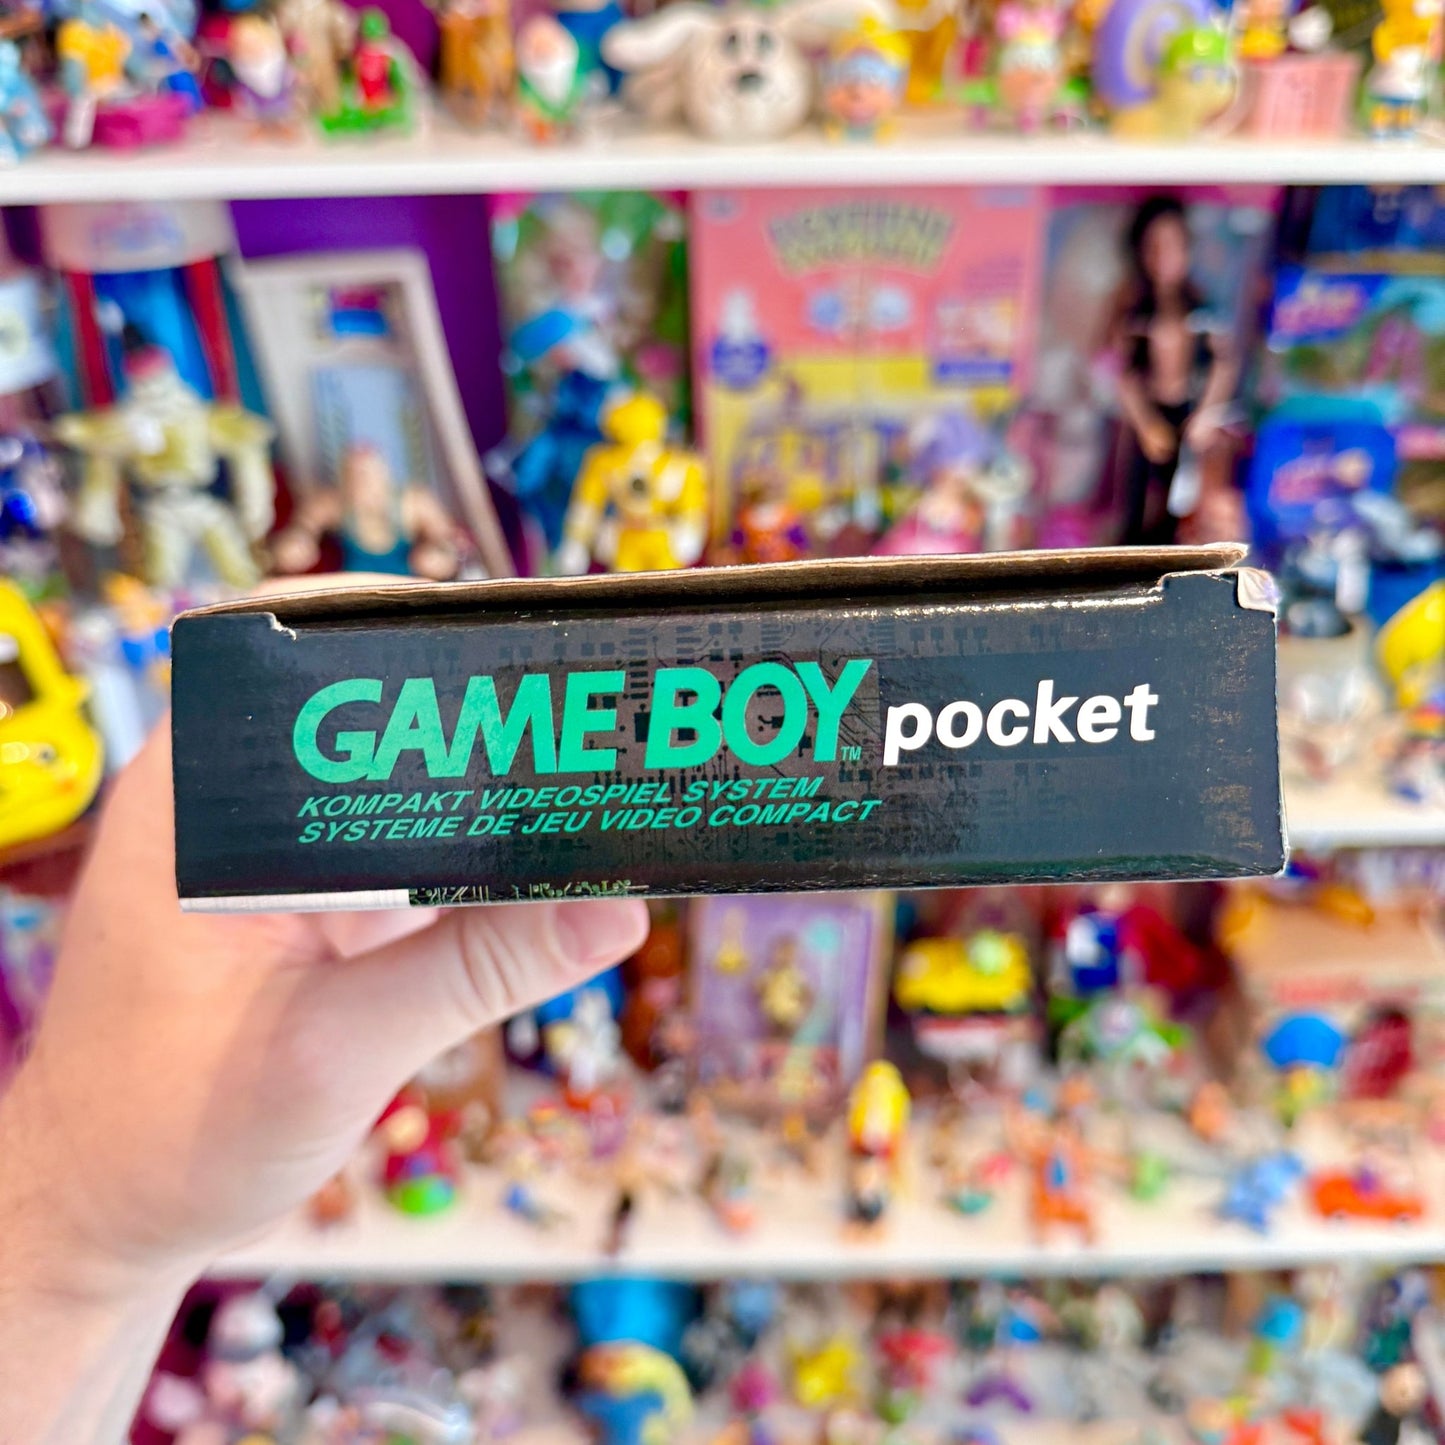 GAME BOY™ pocket
KOMPAKT VIDEOSPIEL SYSTEM
SYSTEME DE JEU VIDEO COMPACT